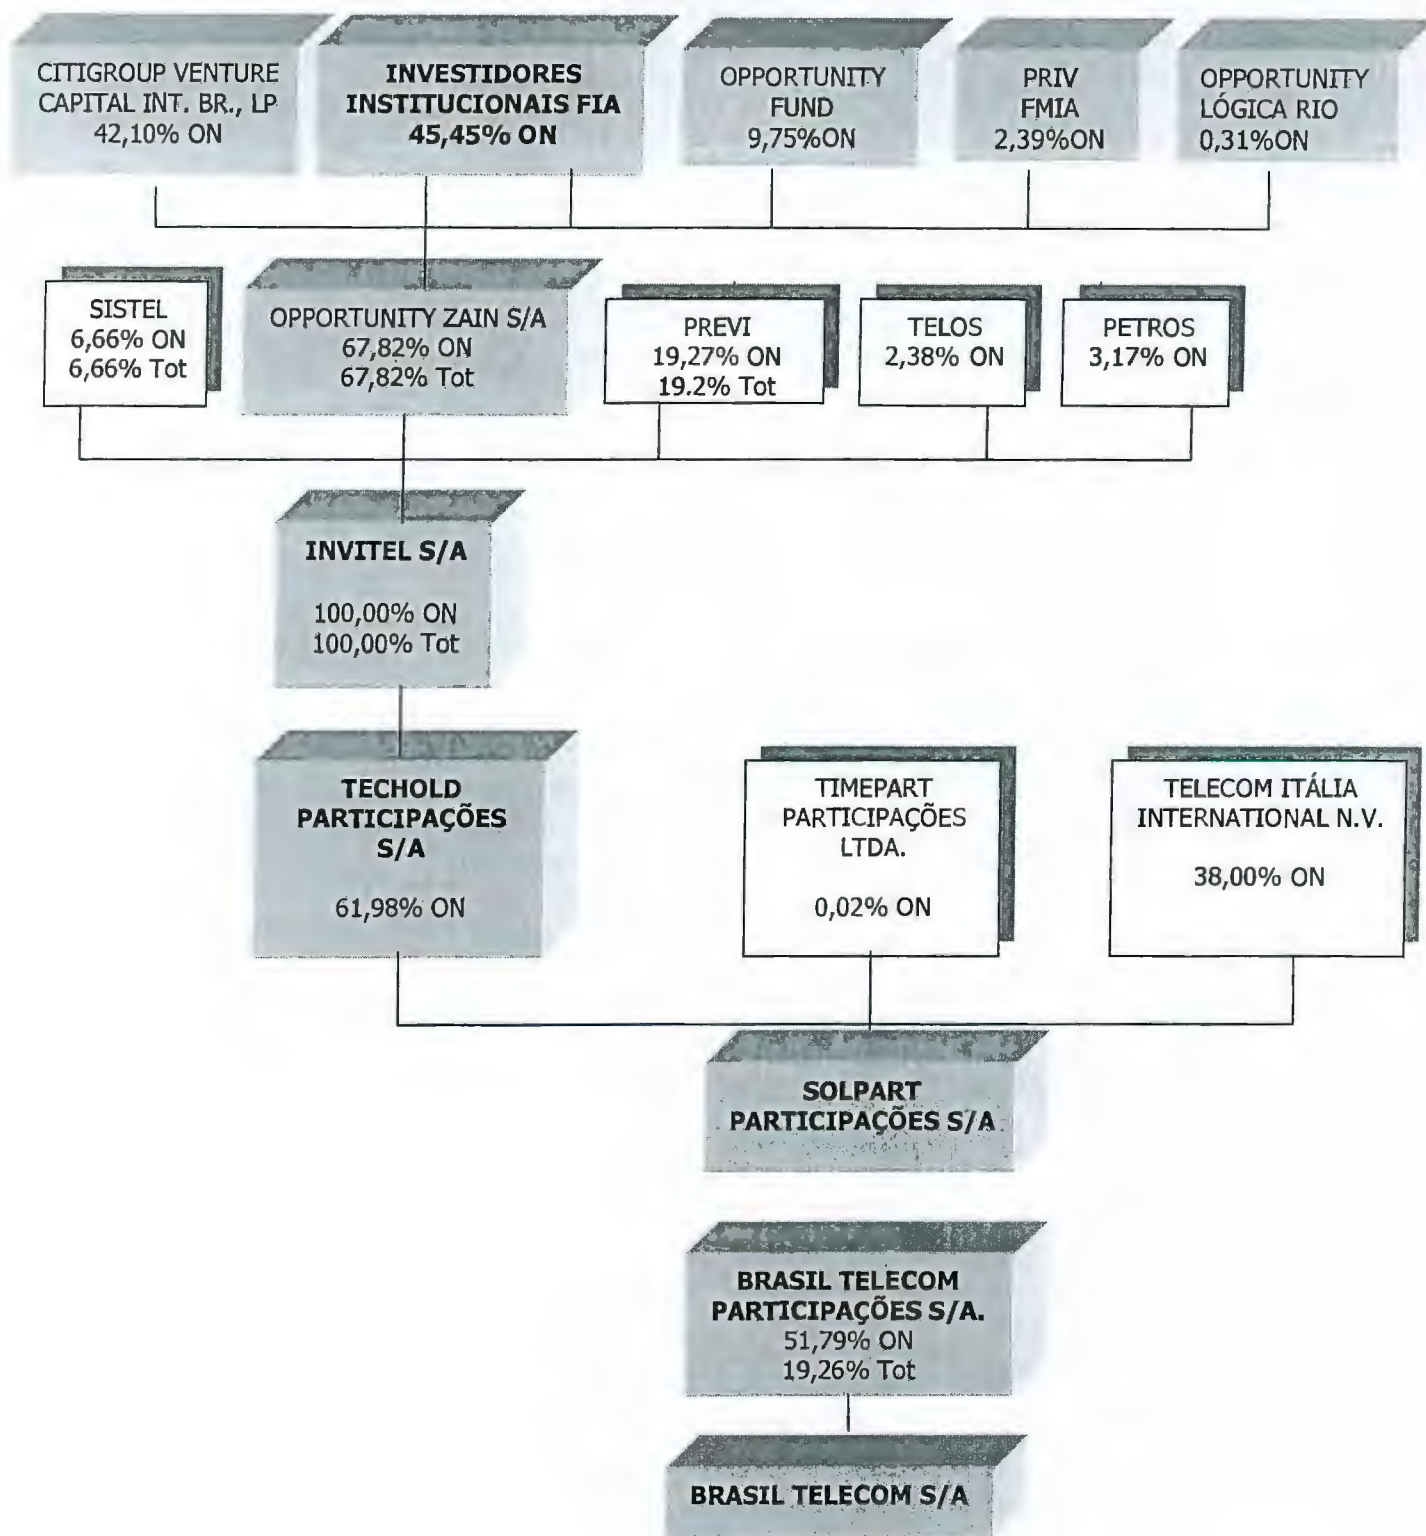 CITIGROUP VENTURE
CAPITAL INT. BR., LP
42,10% ON
INVESTIDORES
INSTITUCIONAIS FIA
45,45% ON
OPPORTUNITY
FUND
9,75%ON
PRIV
FMIA
2,39%ON
OPPORTUNITY
LÓGICA RIO
0,31%ON
SISTEL
6,66% ON
6,66% Tot
OPPORTUNITY ZAIN S/A
67,82% ON
67,82% Tot
PREVI
19,27% ON
19.2% Tot
TELOS
2,38% ON
PETROS
3,17% ON
INVITEL S/A
100,00% ON
100,00% Tot
TECHOLD
PARTICIPAÇÕES
S/A
61,98% ON
TIMEPART
PARTICIPAÇÕES
LTDA.
0,02% ON
TELECOM ITÁLIA
INTERNATIONAL N.V.
38,00% ON
SOLPART
PARTICIPAÇÕES S/A
BRASIL TELECOM
PARTICIPAÇÕES S/A.
51,79% ON
19,26% Tot
BRASIL TELECOM S/A